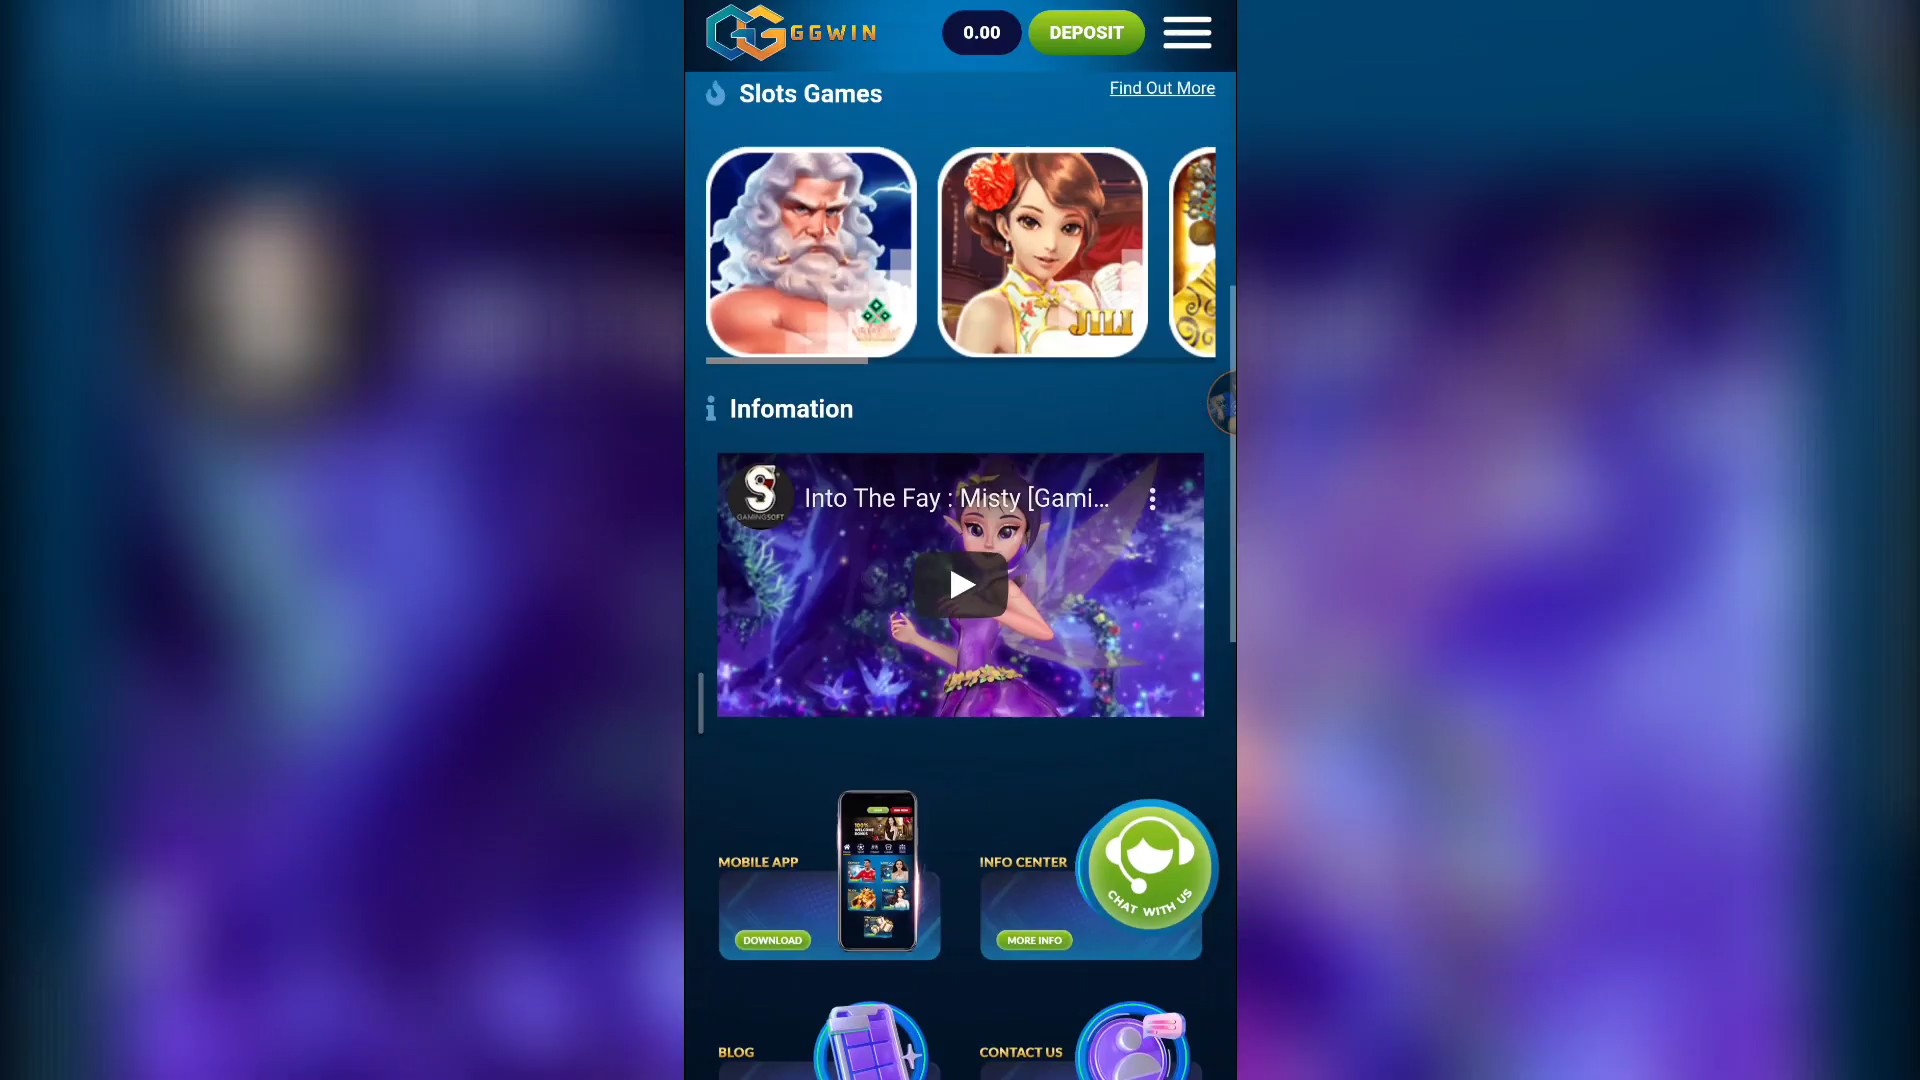 GGWIN
0.00
DEPOSIT
Slots Games
Find Out More
JILI
Infomation
S
GAMINGSOFT
Into The Fay : Misty [Gami...
MOBILE APP
DOWNLOAD
INFO CENTER
MORE INFO
CHAT WITH US
BLOG
CONTACT US